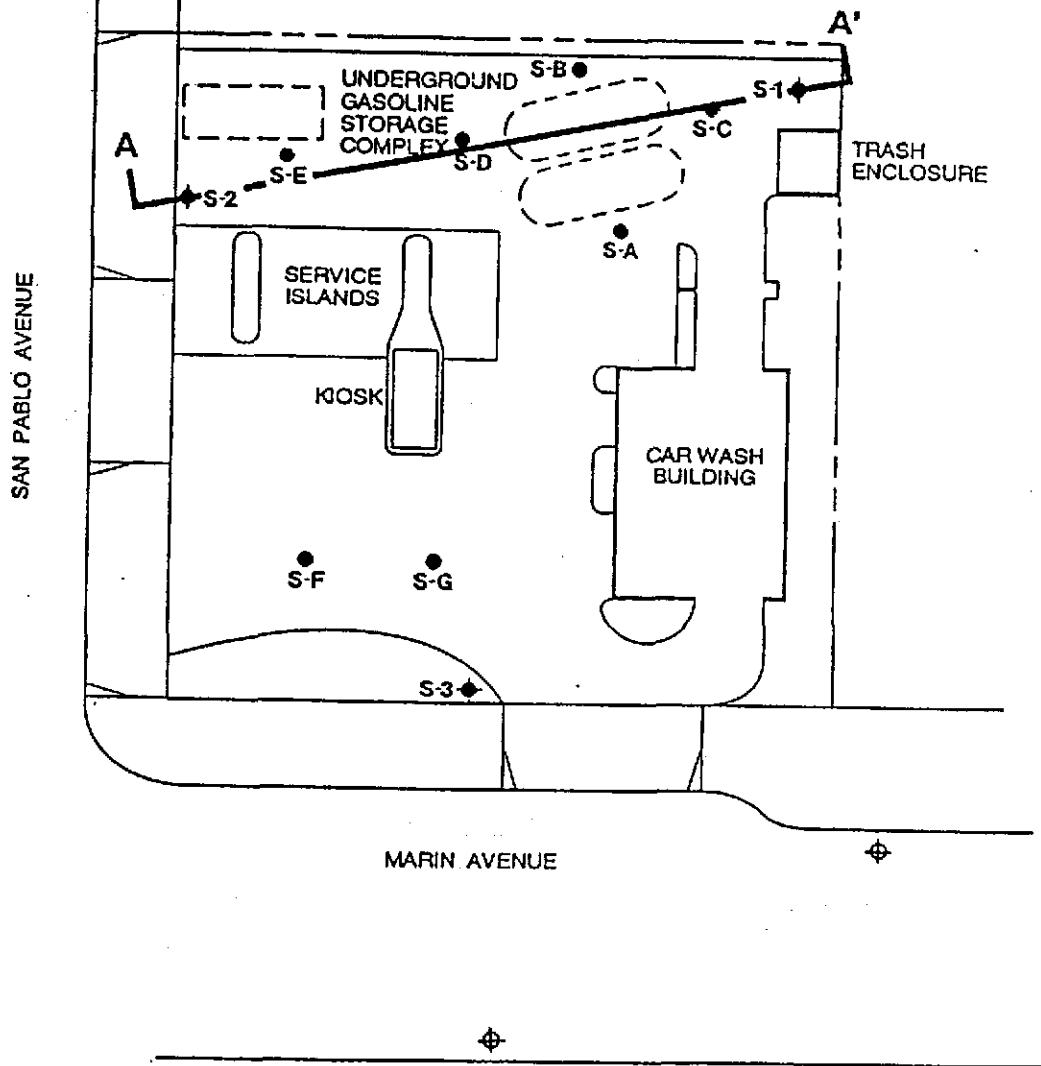 A'
S-B
UNDERGROUND
GASOLINE
STORAGE
COMPLEX
S-1
S-C
A
S-D
TRASH
ENCLOSURE
S-E
S-2
S-A
SERVICE
ISLANDS
SAN PABLO AVENUE
KIOSK
CAR WASH
BUILDING
S-F
S-G
S-3
MARIN AVENUE